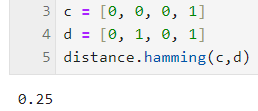 3 c = [0, 0, 0, 1]
4 d = [0, 1, 0, 1]
5 distance.hamming(c,d)
0.25